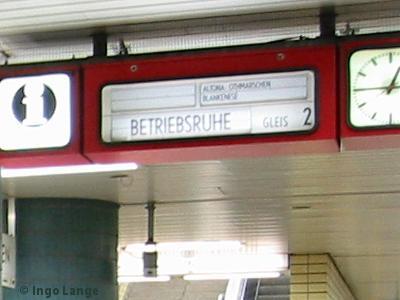 ALTONA · OTHMARSCHEN
BLANKENESE
BETRIEBSRUHE GLEIS 2
i
© Ingo Lange